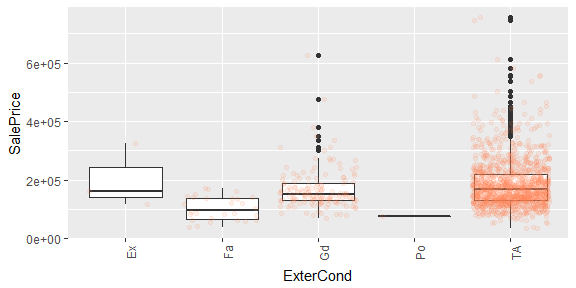 SalePrice
6e+05
4e+05
2e+05
0e+00
Ex
Fa
Gd
Po
TA
ExterCond